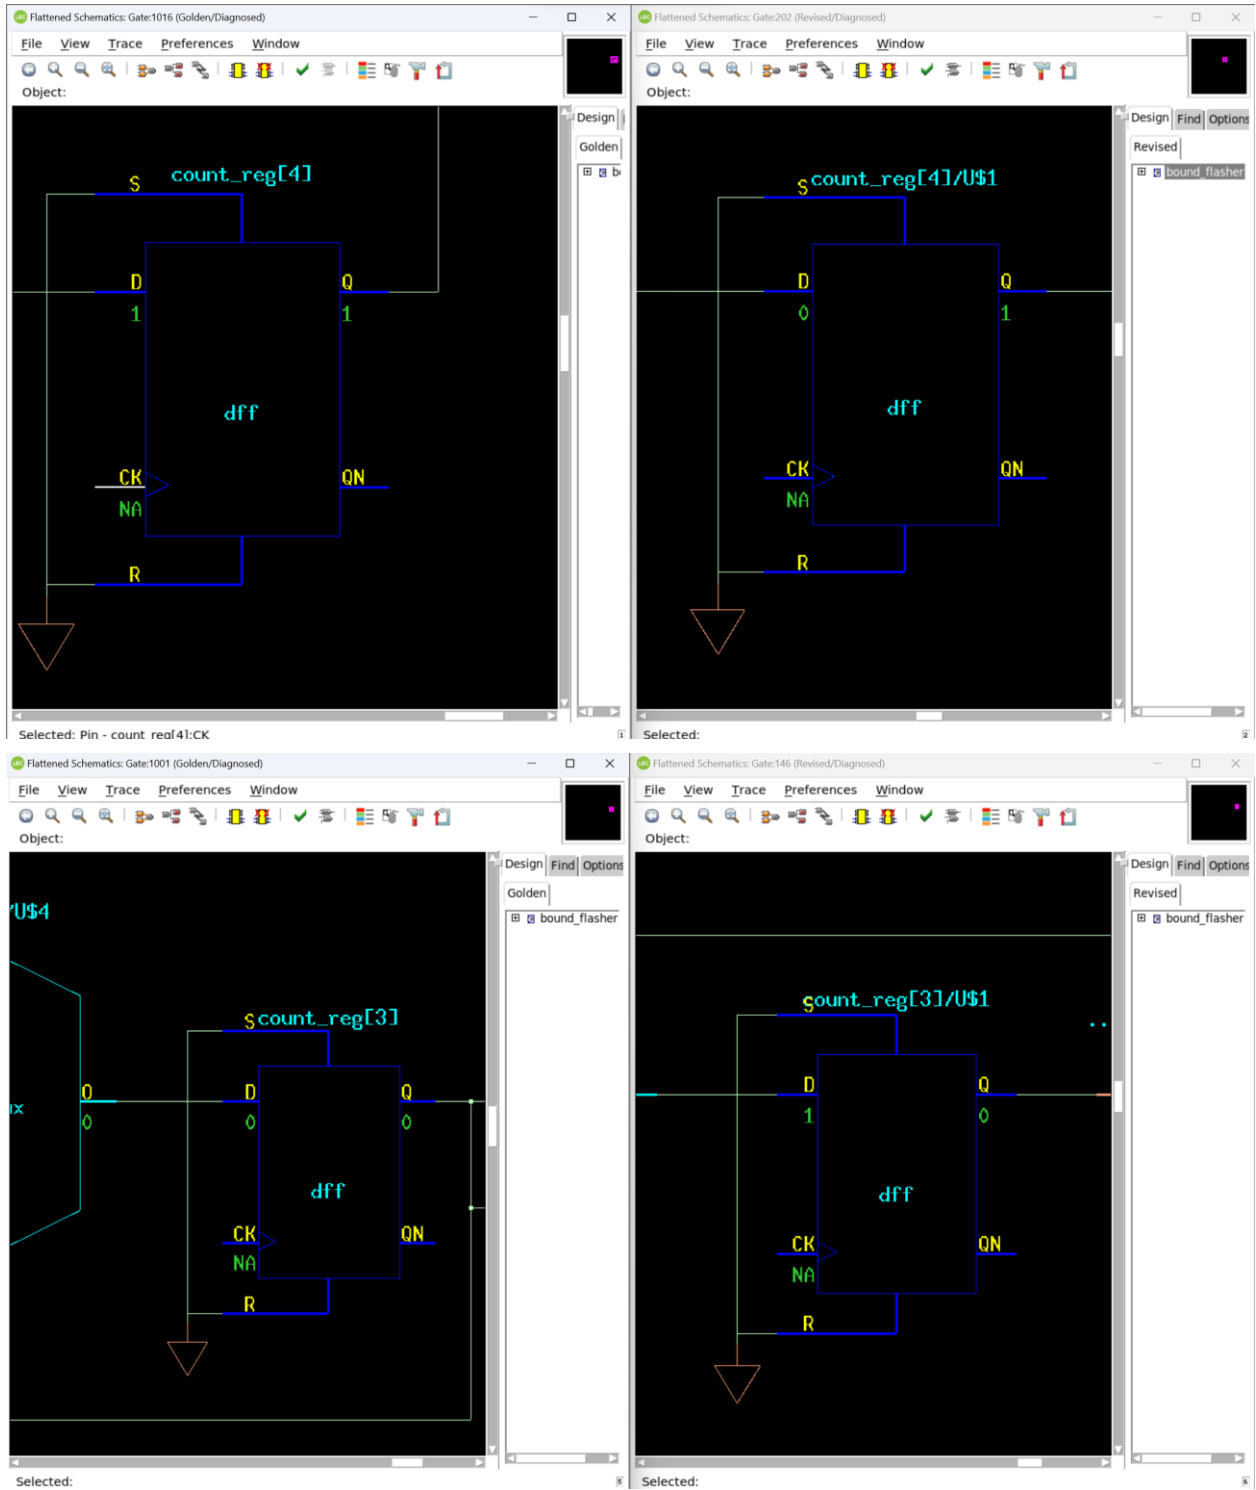 Flattened Schematics: Gate:1016 (Golden/Diagnosed)
File View Trace Preferences Window
Object:
Design
Golden
count_reg[4]
S
D
1
Q
1
dff
CK
NA
QN
R
Selected: Pin - count_reg[4]:CK
1
Flattened Schematics: Gate:202 (Revised/Diagnosed)
File View Trace Preferences Window
Object:
Design Find Options
Revised
bound_flasher
count_reg[4]/U$1
S
D
0
Q
1
dff
CK
NA
QN
R
Selected:
2
Flattened Schematics: Gate:1001 (Golden/Diagnosed)
File View Trace Preferences Window
Object:
Design Find Options
Golden
bound_flasher
/U$4
O
0
count_reg[3]
S
D
0
Q
0
dff
CK
NA
QN
R
Selected:
5
Flattened Schematics: Gate:146 (Revised/Diagnosed)
File View Trace Preferences Window
Object:
Design Find Options
Revised
bound_flasher
count_reg[3]/U$1
S
..
D
1
Q
0
dff
CK
NA
QN
R
Selected:
6